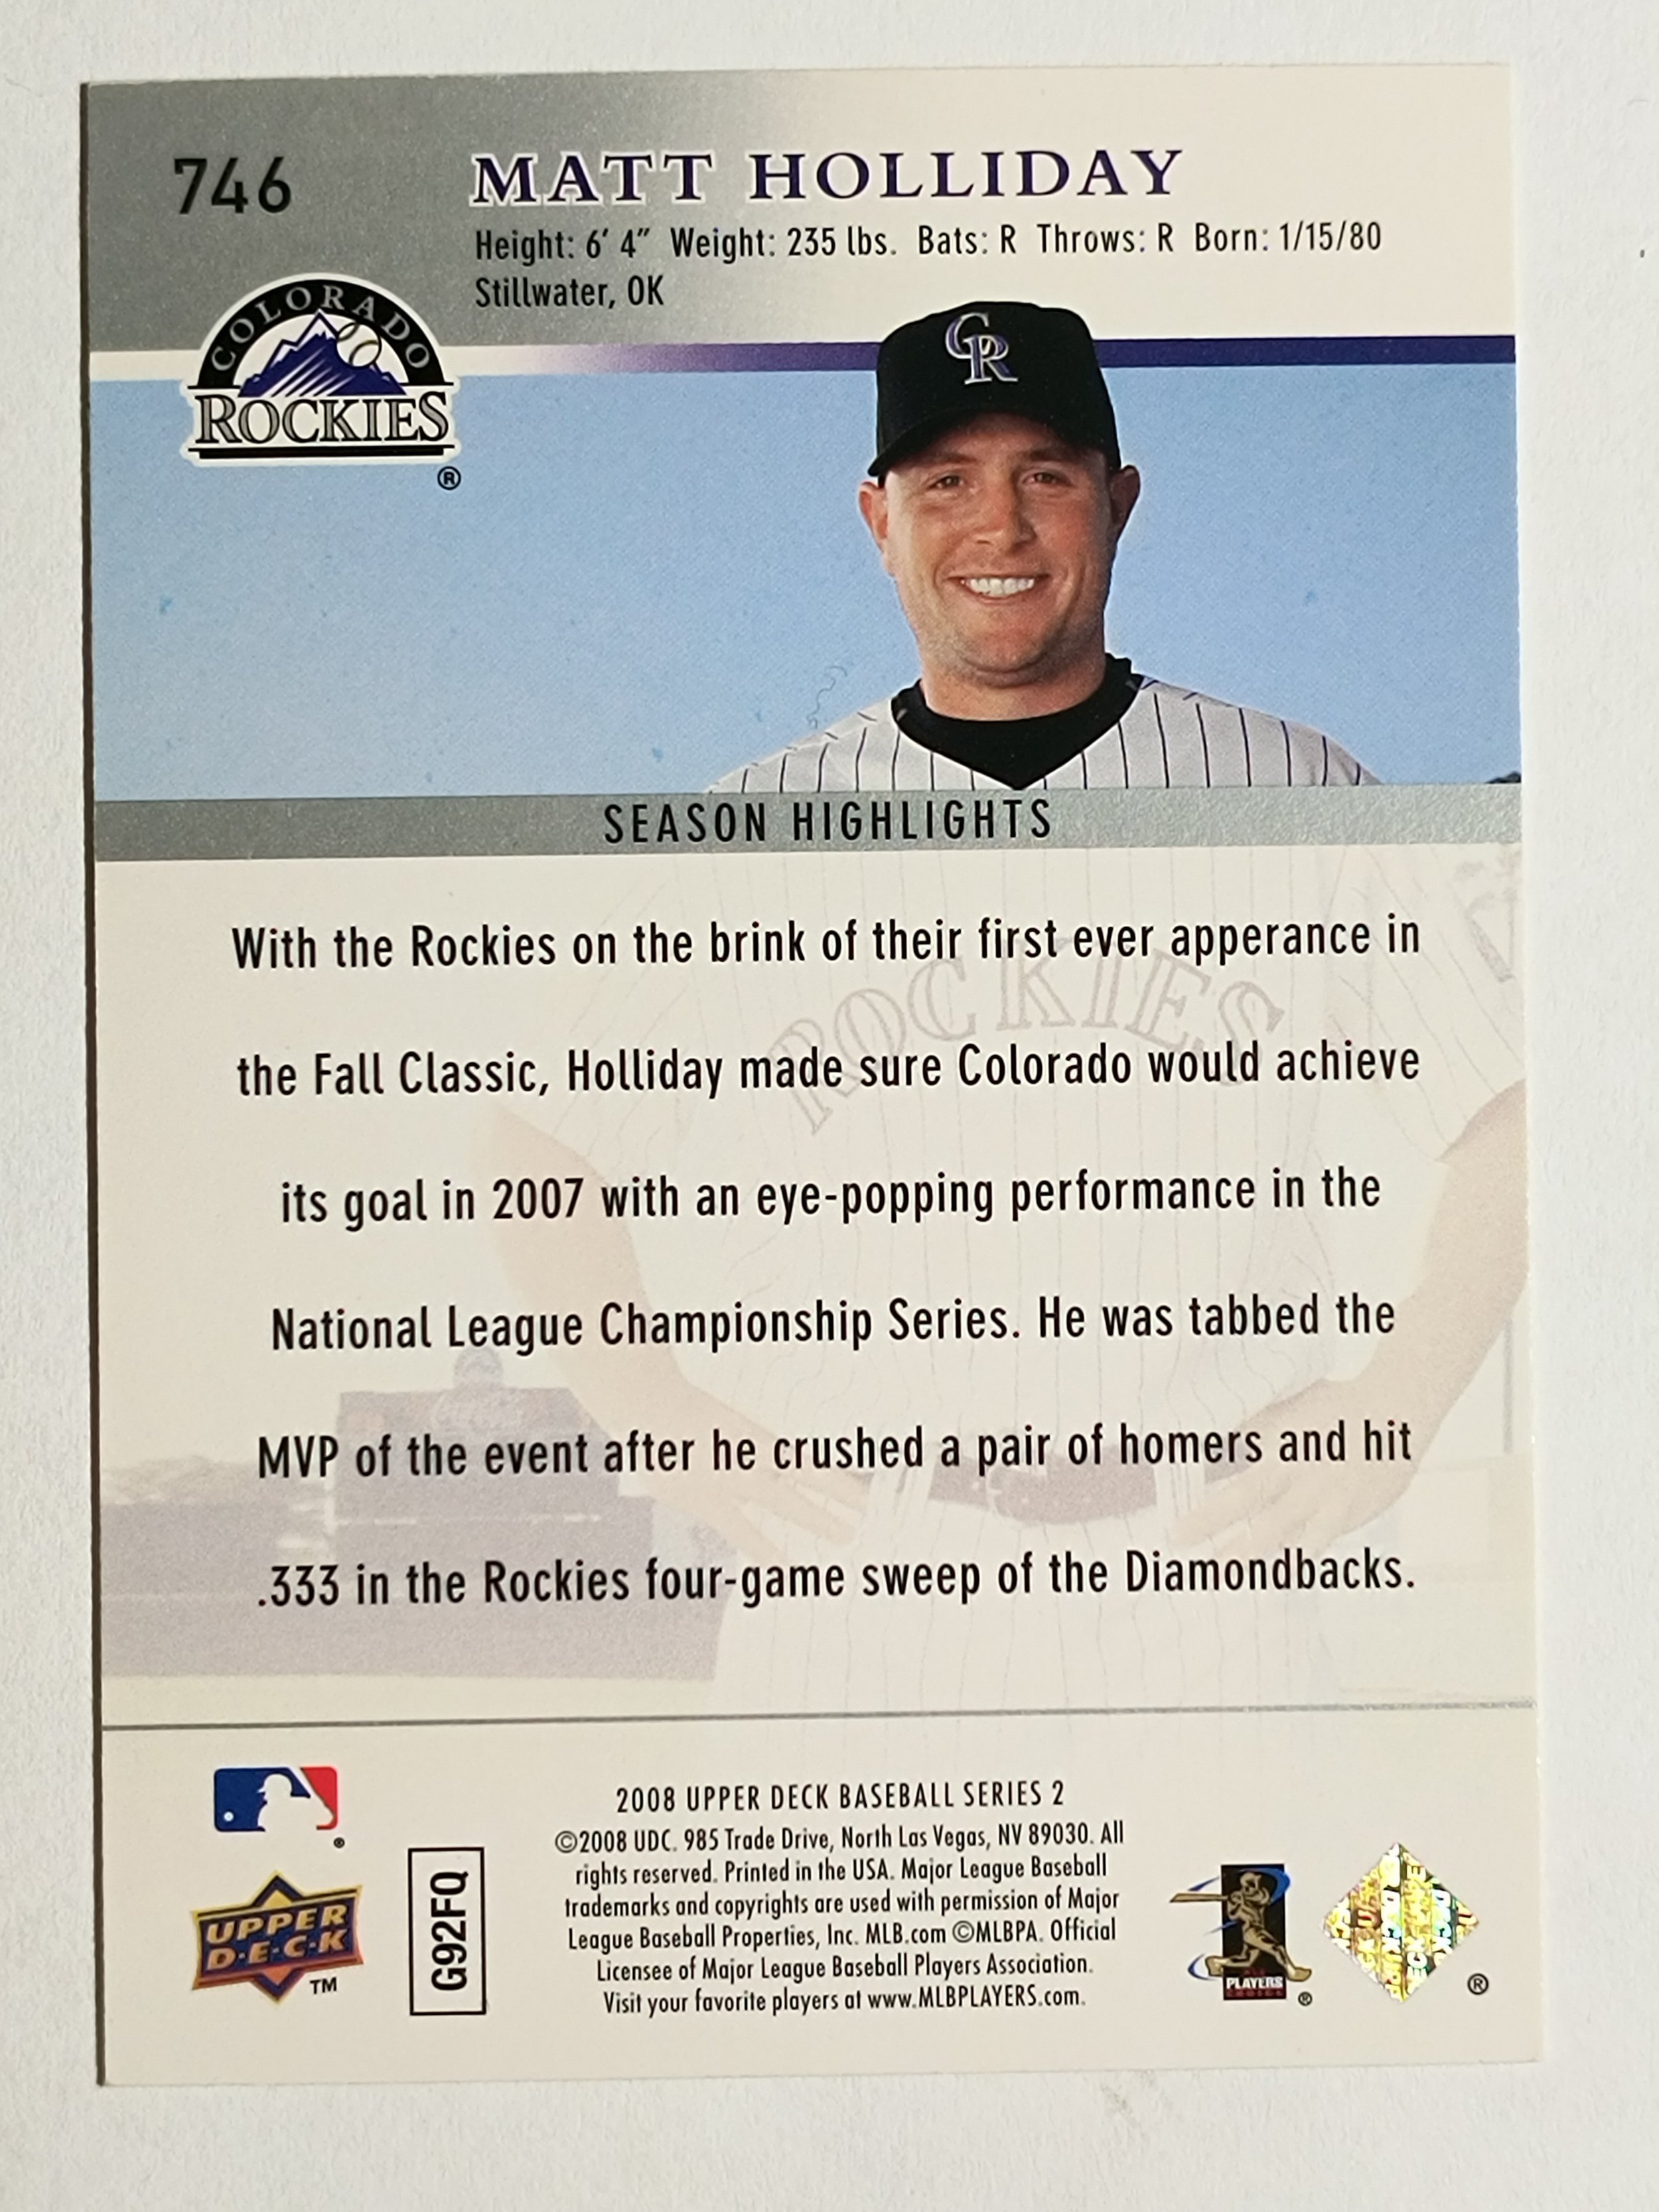 746
MATT HOLLIDAY
Height: 6' 4" Weight: 235 lbs. Bats: R Throws: R Born: 1/15/80
Stillwater, OK
CR
COLORADO
ROCKIES
®
SEASON HIGHLIGHTS
ROCKIES
With the Rockies on the brink of their first ever apperance in
the Fall Classic, Holliday made sure Colorado would achieve
its goal in 2007 with an eye-popping performance in the
National League Championship Series. He was tabbed the
MVP of the event after he crushed a pair of homers and hit
.333 in the Rockies four-game sweep of the Diamondbacks.
®
UPPER
D·E·C·K
TM
G92FQ
2008 UPPER DECK BASEBALL SERIES 2
©2008 UDC. 985 Trade Drive, North Las Vegas, NV 89030. All
rights reserved. Printed in the USA. Major League Baseball
trademarks and copyrights are used with permission of Major
League Baseball Properties, Inc. MLB.com ©MLBPA. Official
Licensee of Major League Baseball Players Association.
Visit your favorite players at www.MLBPLAYERS.com.
PLAYERS
CHOICE
®
®